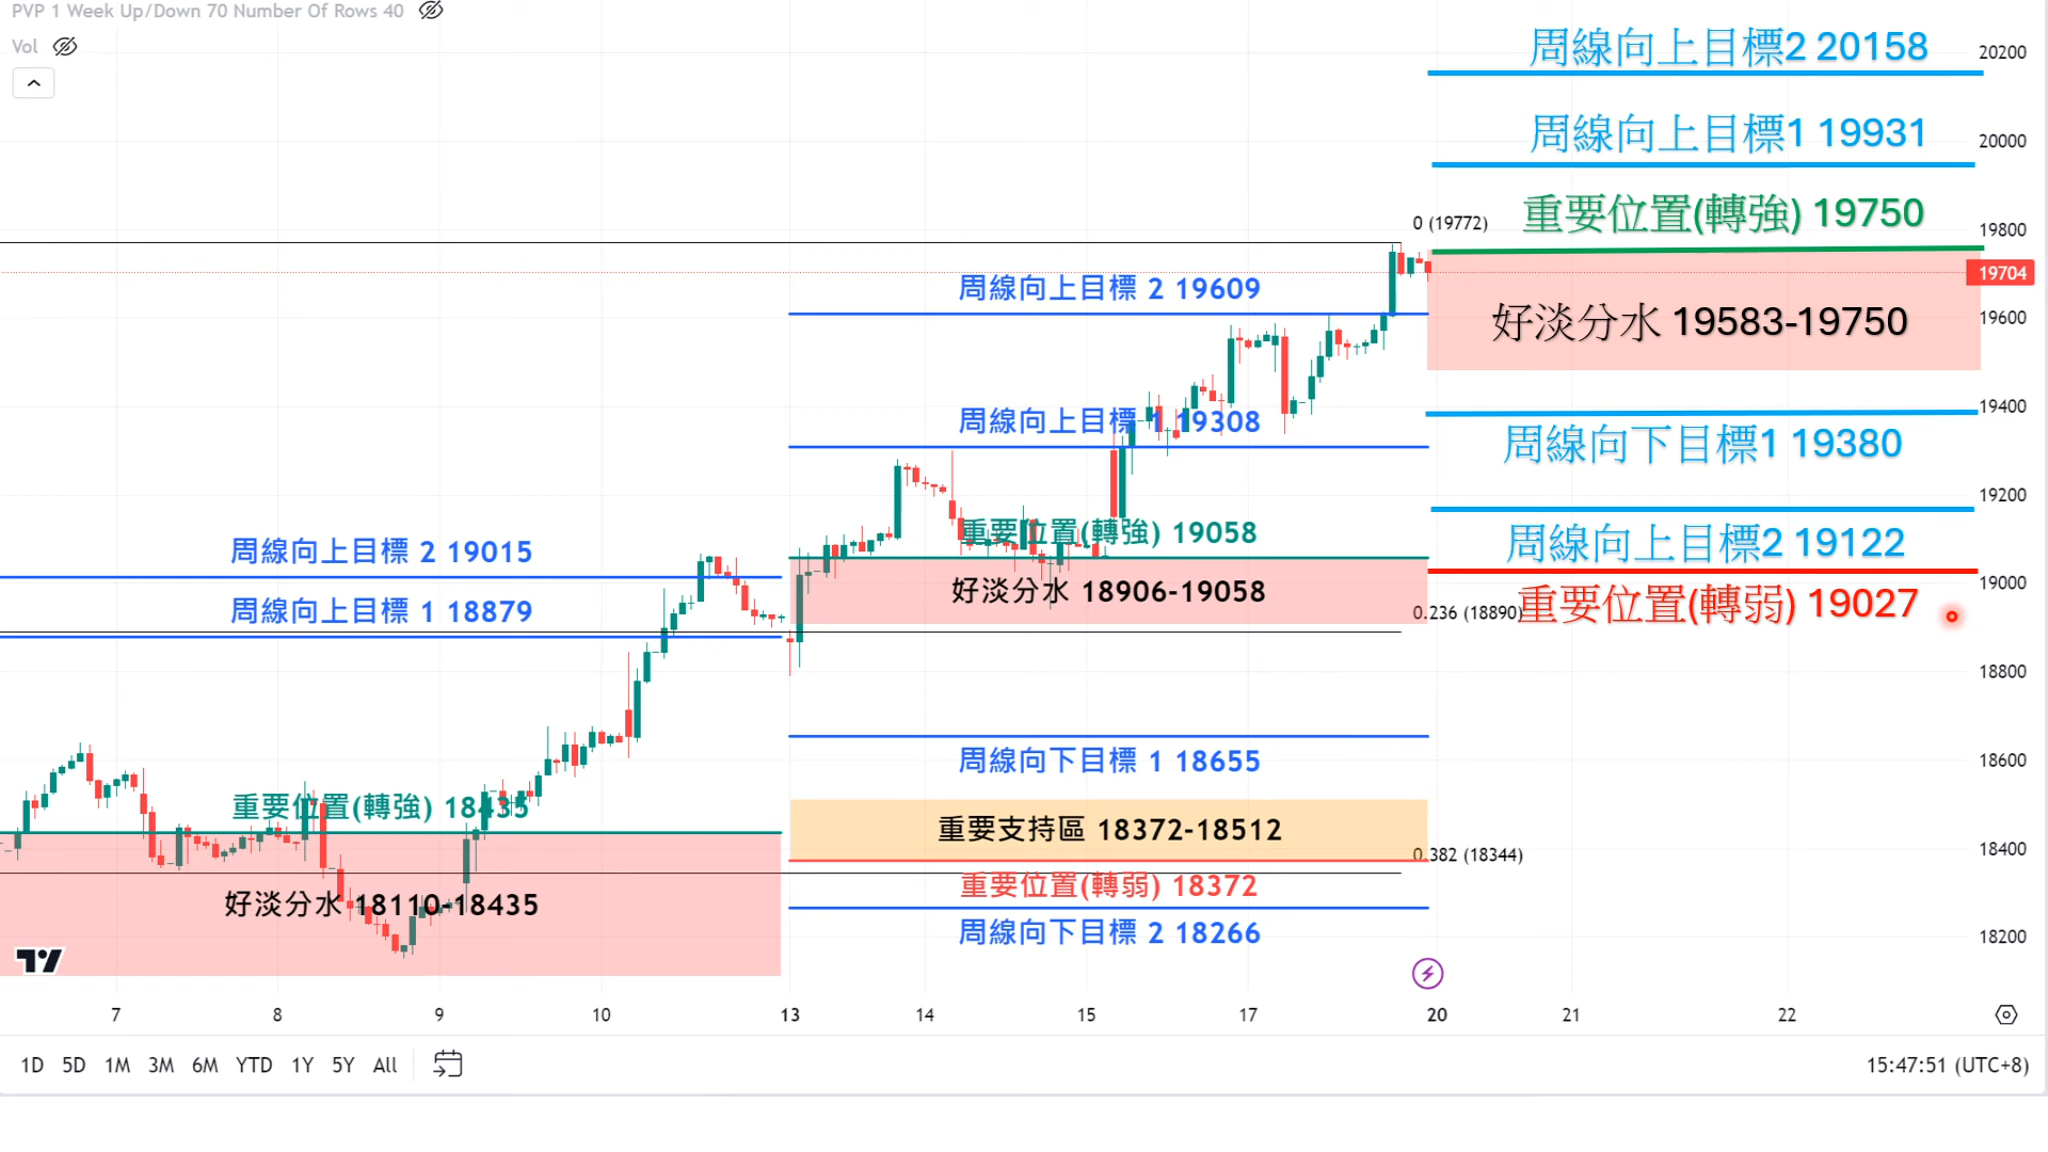 PVP 1 Week Up/Down 70 Number Of Rows 40
Vol
周線向上目標2 20158
周線向上目標1 19931
重要位置(轉強) 19750
0 (19772)
好淡分水 19583-19750
周線向下目標1 19380
周線向上目標2 19122
重要位置(轉弱) 19027
周線向上目標 2 19609
周線向上目標 1 19308
重要位置(轉強) 19058
好淡分水 18906-19058
0.236 (18890)
周線向下目標 1 18655
重要支持區 18372-18512
0.382 (18344)
重要位置(轉弱) 18372
周線向下目標 2 18266
周線向上目標 2 19015
周線向上目標 1 18879
重要位置(轉強) 18435
好淡分水 18110-18435
20200
20000
19800
19704
19600
19400
19200
19000
18800
18600
18400
18200
7 8 9 10 13 14 15 17 20 21 22
1D 5D 1M 3M 6M YTD 1Y 5Y All
15:47:51 (UTC+8)